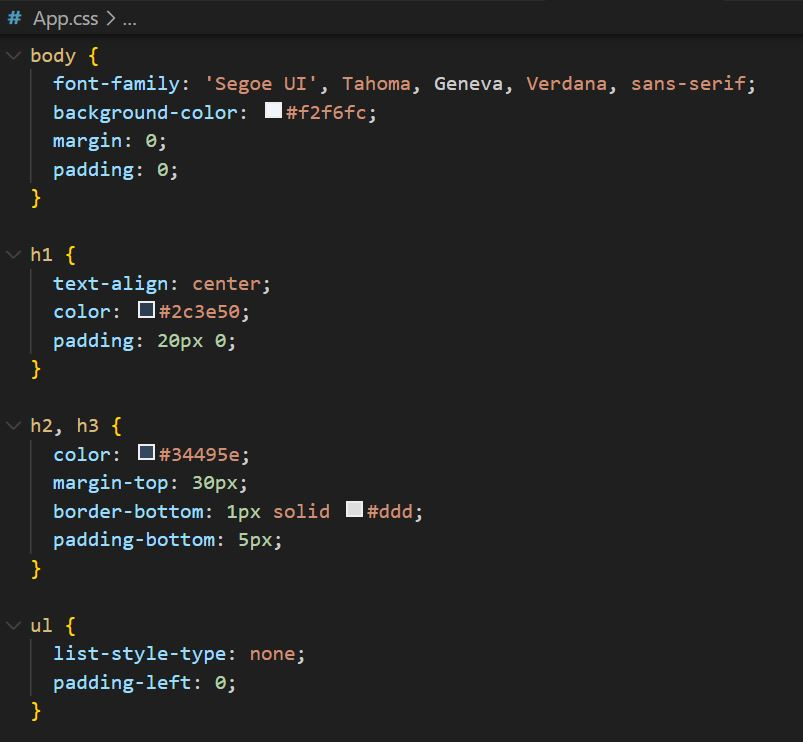 # App.css > ...
body {
font-family: 'Segoe UI', Tahoma, Geneva, Verdana, sans-serif;
background-color: #f2f6fc;
margin: 0;
padding: 0;
}
h1 {
text-align: center;
color: #2c3e50;
padding: 20px 0;
}
h2, h3 {
color: #34495e;
margin-top: 30px;
border-bottom: 1px solid #ddd;
padding-bottom: 5px;
}
ul {
list-style-type: none;
padding-left: 0;
}